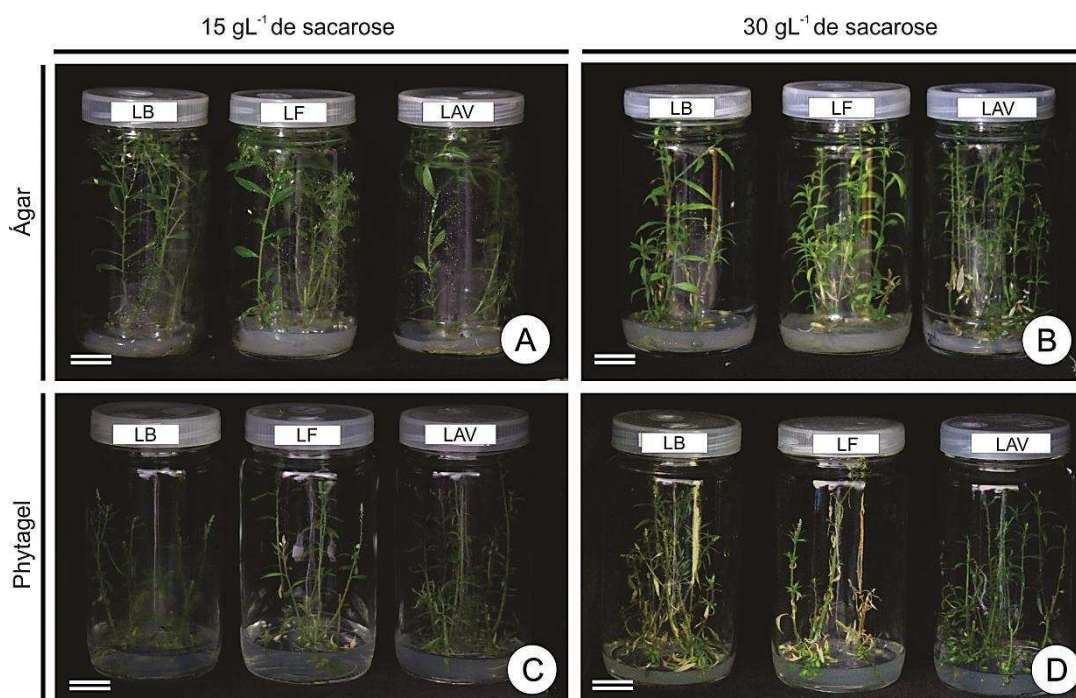 15 gL⁻¹ de sacarose
30 gL⁻¹ de sacarose
Ágar
LB
LF
LAV
A
LB
LF
LAV
B
Phytagel
LB
LF
LAV
C
LB
LF
LAV
D